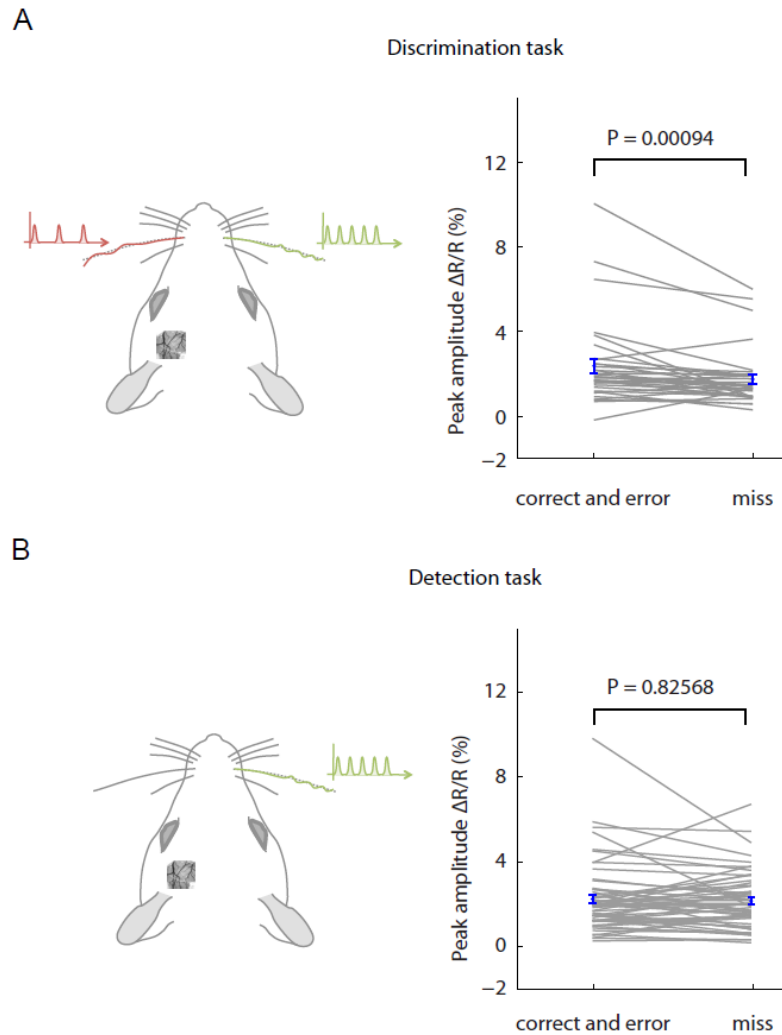 A
Discrimination task
P = 0.00094
12
8
4
0
−2
Peak amplitude ΔR/R (%)
correct and error
miss
B
Detection task
P = 0.82568
12
8
4
0
−2
Peak amplitude ΔR/R (%)
correct and error
miss